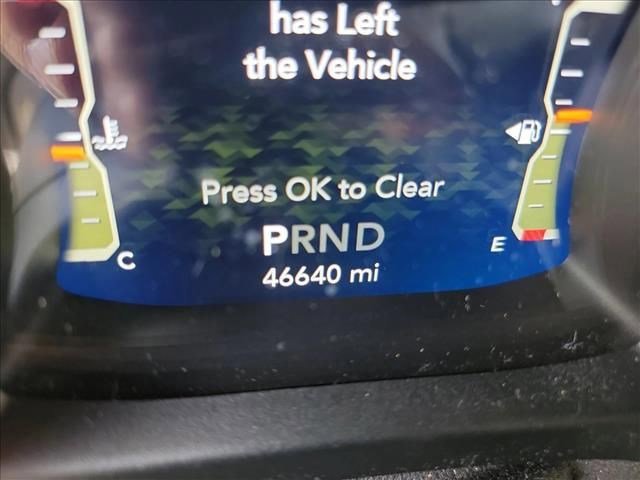 has Left
the Vehicle
Press OK to Clear
PRND
C
E
46640 mi